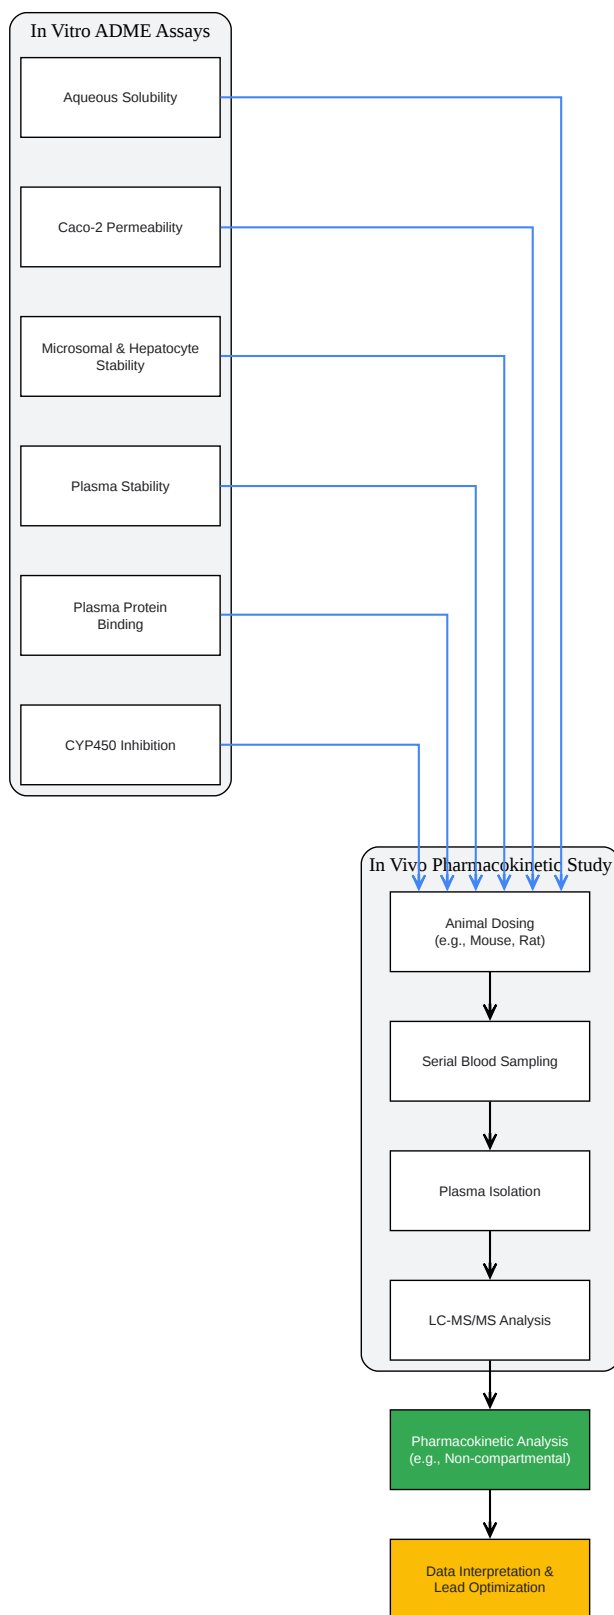 In Vitro ADME Assays
Aqueous Solubility
Caco-2 Permeability
Microsomal & Hepatocyte
Stability
Plasma Stability
Plasma Protein
Binding
CYP450 Inhibition
In Vivo Pharmacokinetic Study
Animal Dosing
(e.g., Mouse, Rat)
Serial Blood Sampling
Plasma Isolation
LC-MS/MS Analysis
Pharmacokinetic Analysis
(e.g., Non-compartmental)
Data Interpretation &
Lead Optimization